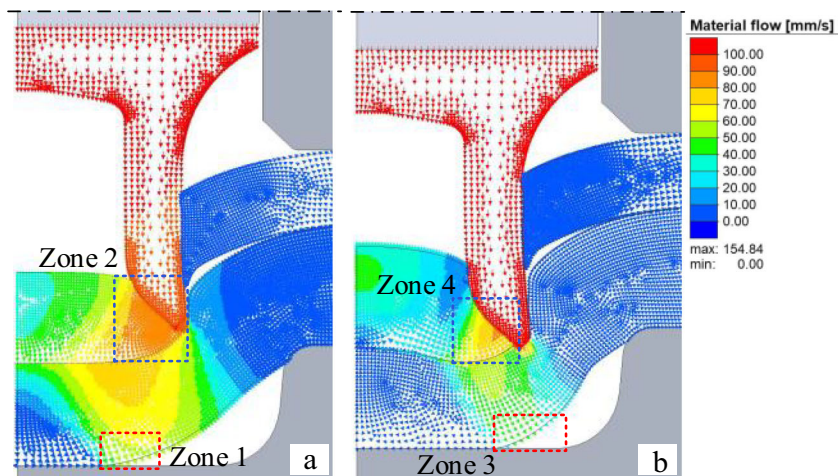 Material flow [mm/s]
100.00
90.00
80.00
70.00
60.00
50.00
40.00
30.00
20.00
10.00
0.00
max: 154.84
min: 0.00
Zone 2
Zone 4
Zone 1
a
Zone 3
b